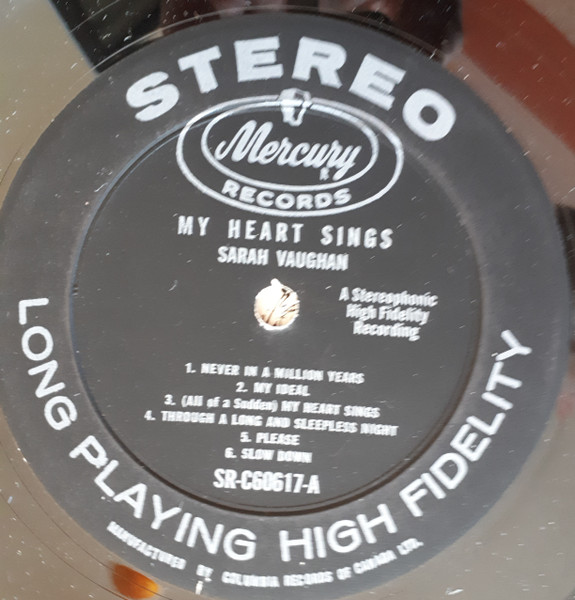 STEREO
Mercury
R
RECORDS
MY HEART SINGS
SARAH VAUGHAN
A Stereophonic
High Fidelity
Recording
1. NEVER IN A MILLION YEARS
2. MY IDEAL
3. (All of a Sudden) MY HEART SINGS
4. THROUGH A LONG AND SLEEPLESS NIGHT
5. PLEASE
6. SLOW DOWN
SR-C60617-A
LONG PLAYING HIGH FIDELITY
MANUFACTURED BY COLUMBIA RECORDS OF CANADA LTD.